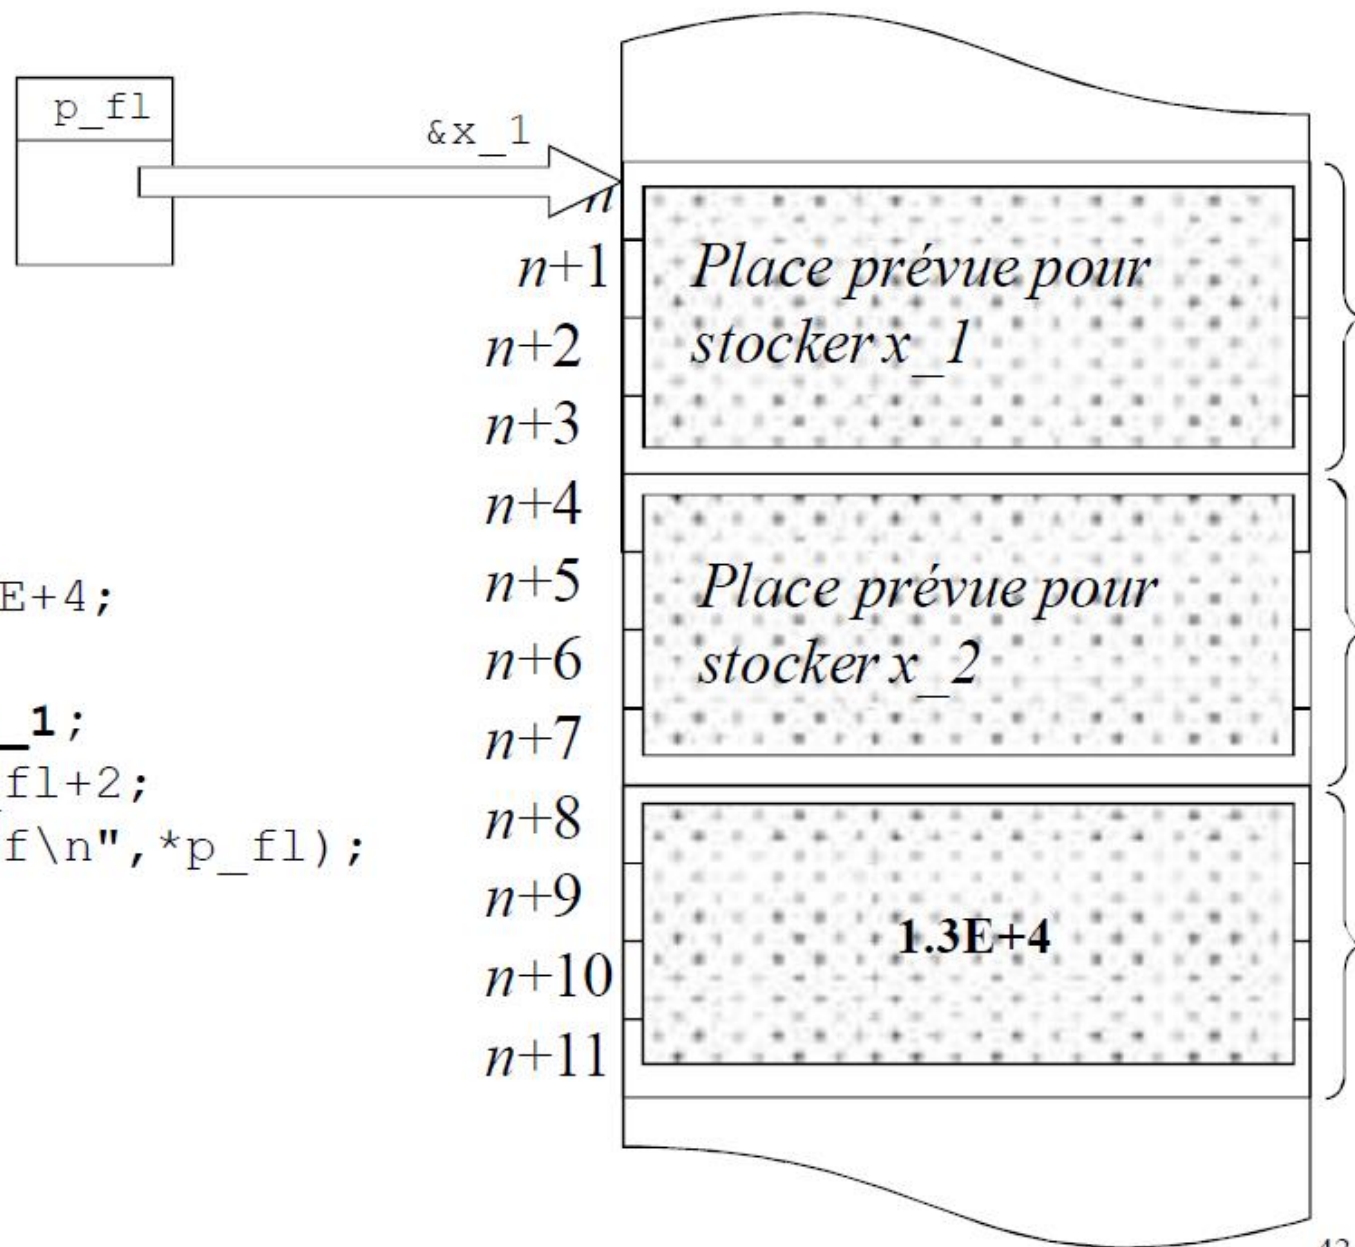 p_fl
&x_1
n
n+1
Place prévue pour
n+2
stocker x_1
n+3
n+4
n+5
Place prévue pour
n+6
stocker x_2
n+7
n+8
n+9
1.3E+4
n+10
n+11
E+4;
_1;
fl+2;
f\n",*p_fl);